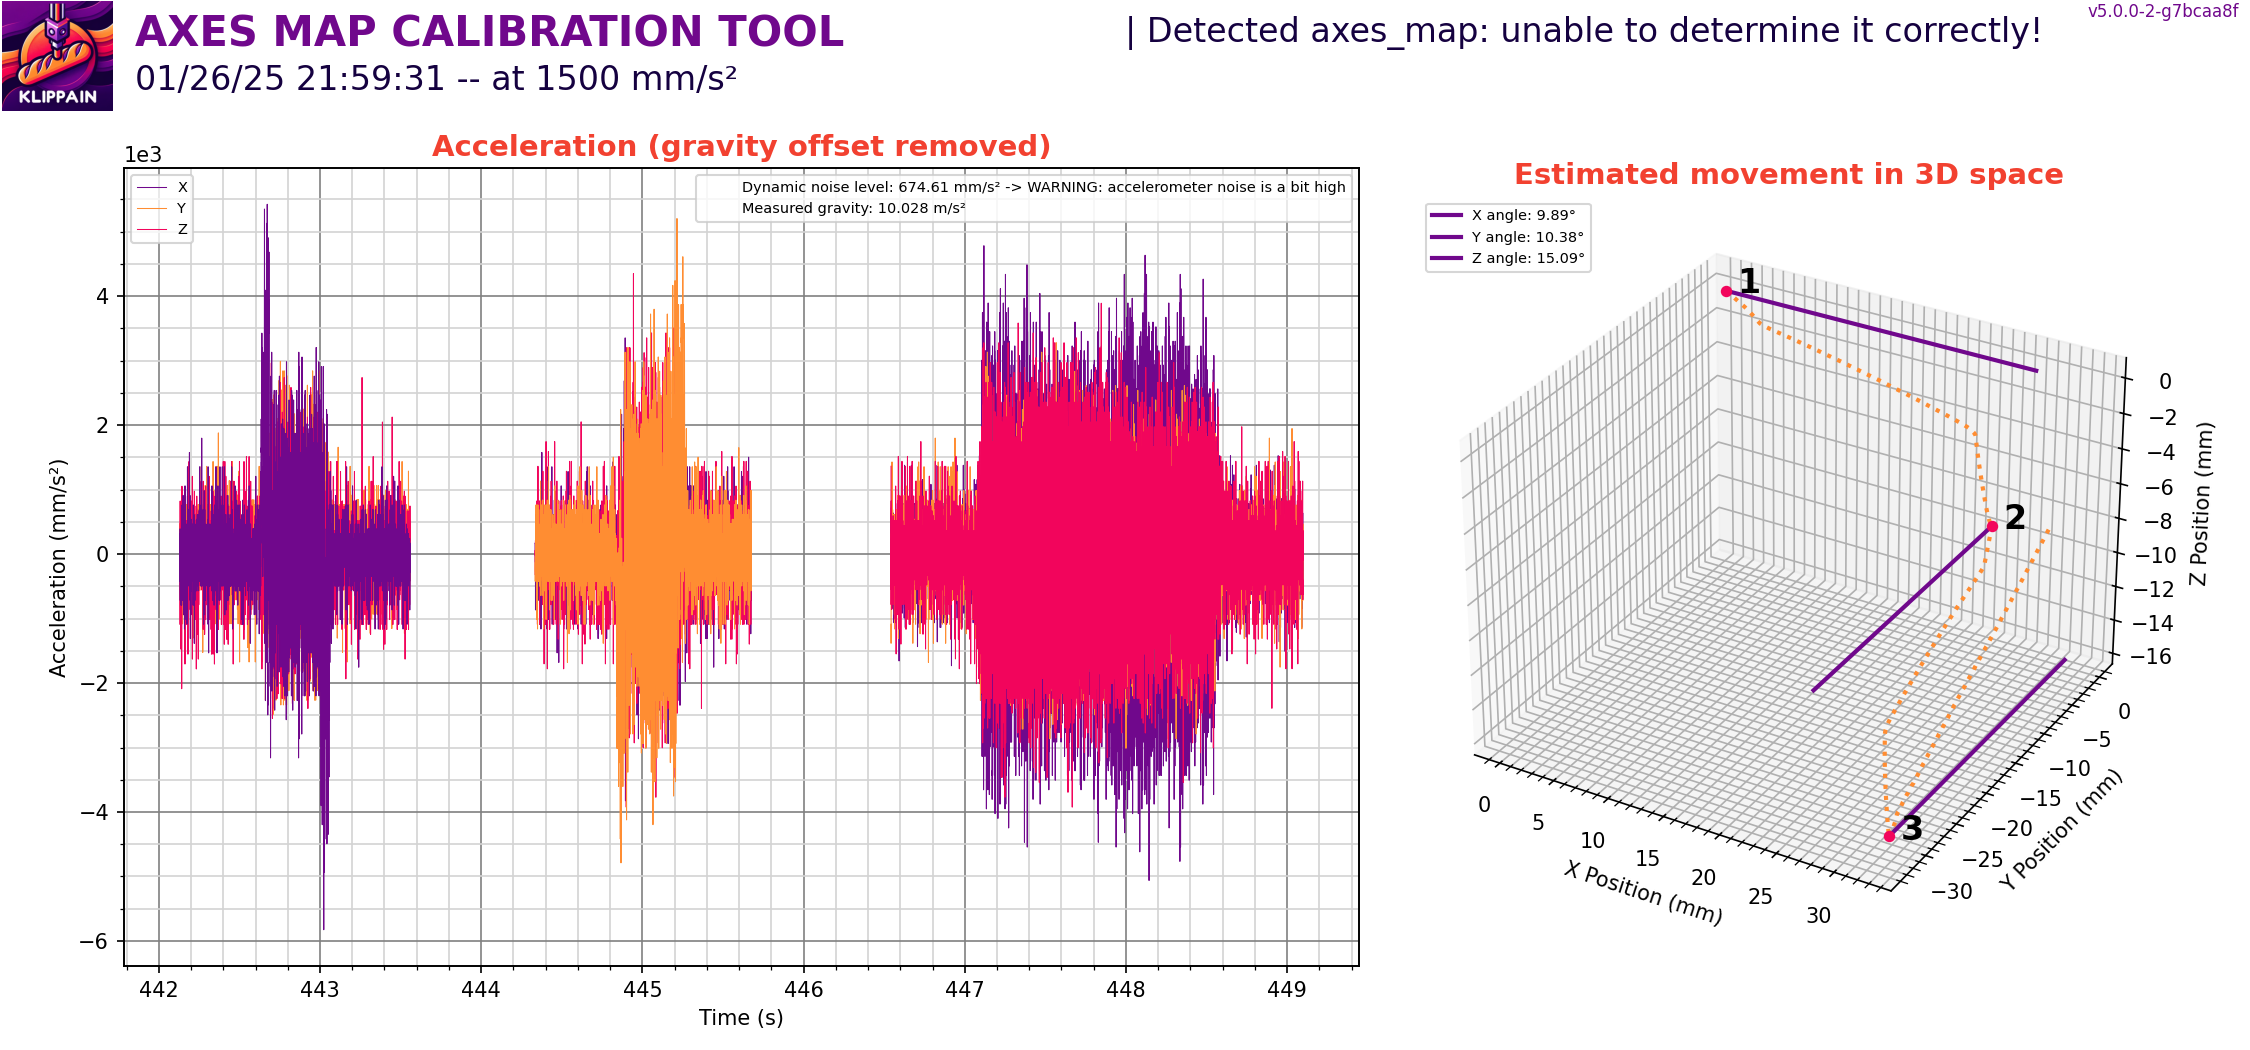 KLIPPAIN
AXES MAP CALIBRATION TOOL
01/26/25 21:59:31 -- at 1500 mm/s²
| Detected axes_map: unable to determine it correctly!
v5.0.0-2-g7bcaa8f
Acceleration (gravity offset removed)
1e3
X
Y
Z
Dynamic noise level: 674.61 mm/s² -> WARNING: accelerometer noise is a bit high
Measured gravity: 10.028 m/s²
Acceleration (mm/s²)
4
2
0
−2
−4
−6
442 443 444 445 446 447 448 449
Time (s)
Estimated movement in 3D space
X angle: 9.89°
Y angle: 10.38°
Z angle: 15.09°
1
2
3
0
−2
−4
−6
−8
−10
−12
−14
−16
Z Position (mm)
0
−5
−10
−15
−20
−25
−30
Y Position (mm)
0
5
10
15
20
25
30
X Position (mm)